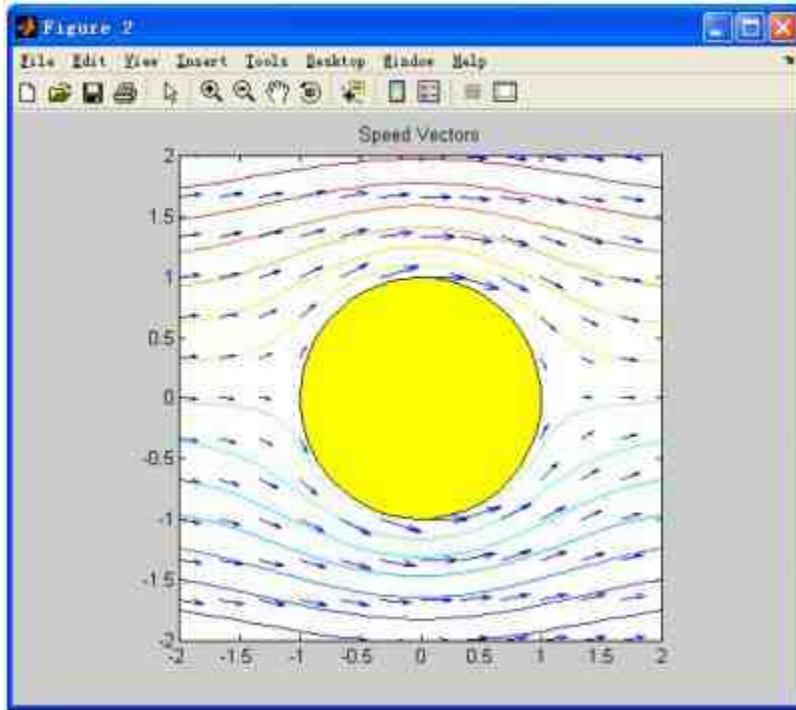 Figure 2
File Edit View Insert Tools Desktop Window Help
Speed Vectors
2
1.5
1
0.5
0
-0.5
-1
-1.5
-2
-2 -1.5 -1 -0.5 0 0.5 1 1.5 2